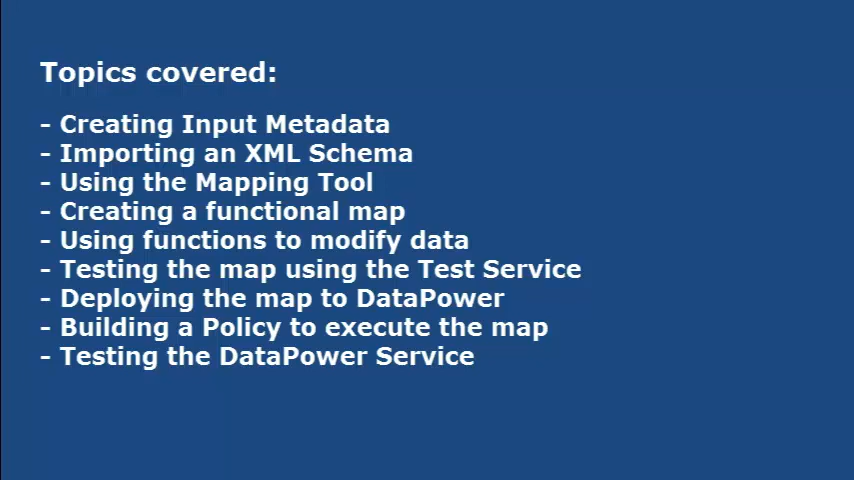 Topics covered:
- Creating Input Metadata
- Importing an XML Schema
- Using the Mapping Tool
- Creating a functional map
- Using functions to modify data
- Testing the map using the Test Service
- Deploying the map to DataPower
- Building a Policy to execute the map
- Testing the DataPower Service